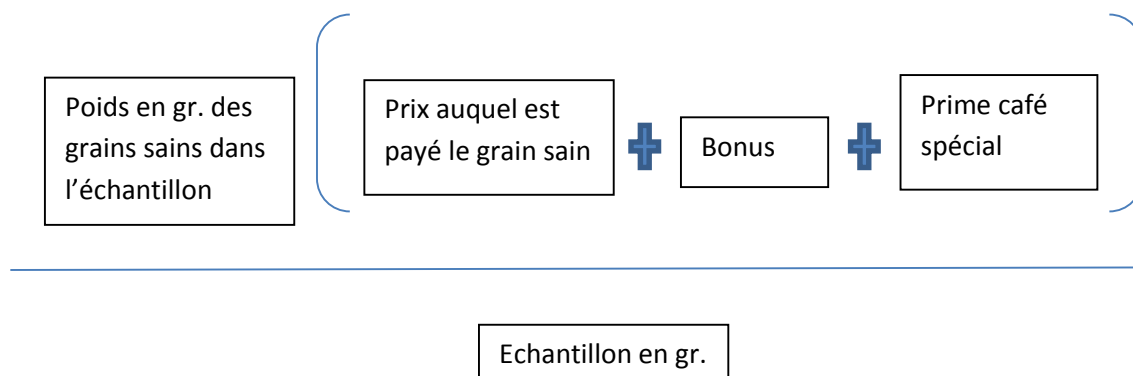 Poids en gr. des
grains sains dans
l'échantillon
Prix auquel est
payé le grain sain
Bonus
Prime café
spécial
Echantillon en gr.